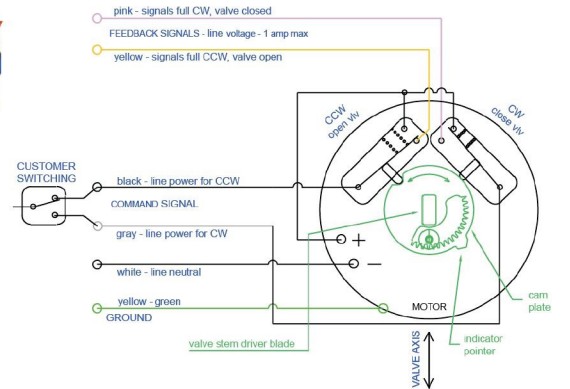 pink - signals full CW, valve closed
FEEDBACK SIGNALS - line voltage - 1 amp max
yellow - signals full CCW, valve open
CCW
open vlv
CW
close vlv
CUSTOMER
SWITCHING
black - line power for CCW
COMMAND SIGNAL
gray - line power for CW
+
white - line neutral
−
yellow - green
GROUND
MOTOR
cam
plate
valve stem driver blade
indicator
pointer
VALVE AXIS